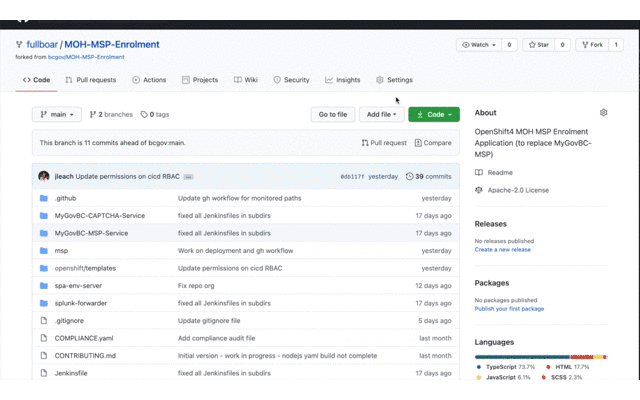 fullboar / MOH-MSP-Enrolment
forked from bcgov/MOH-MSP-Enrolment
Watch 0
Star 0
Fork 1
Code
Pull requests
Actions
Projects
Wiki
Security
Insights
Settings
main
2 branches
0 tags
Go to file
Add file
Code
This branch is 11 commits ahead of bcgov:main.
Pull request
Compare
jleach Update permissions on cicd RBAC ... 0db117f yesterday 39 commits
.github Update gh workflow for monitored paths yesterday
MyGovBC-CAPTCHA-Service fixed all Jenkinsfiles in subdirs 17 days ago
MyGovBC-MSP-Service fixed all Jenkinsfiles in subdirs 17 days ago
msp Work on deployment and gh workflow yesterday
openshift/templates Update permissions on cicd RBAC yesterday
spa-env-server Fix repo org 12 days ago
splunk-forwarder fixed all Jenkinsfiles in subdirs 17 days ago
.gitignore Update gitignore file 5 days ago
COMPLIANCE.yaml Add compliance audit file last month
CONTRIBUTING.md Initial version - work in progress - nodejs yaml build not complete last month
Jenkinsfile fixed all Jenkinsfiles in subdirs 17 days ago
About
OpenShift4 MOH MSP Enrolment
Application (to replace MyGovBC-
MSP)
Readme
Apache-2.0 License
Releases
No releases published
Create a new release
Packages
No packages published
Publish your first package
Languages
TypeScript 73.7% HTML 17.7%
JavaScript 6.1% SCSS 2.3%